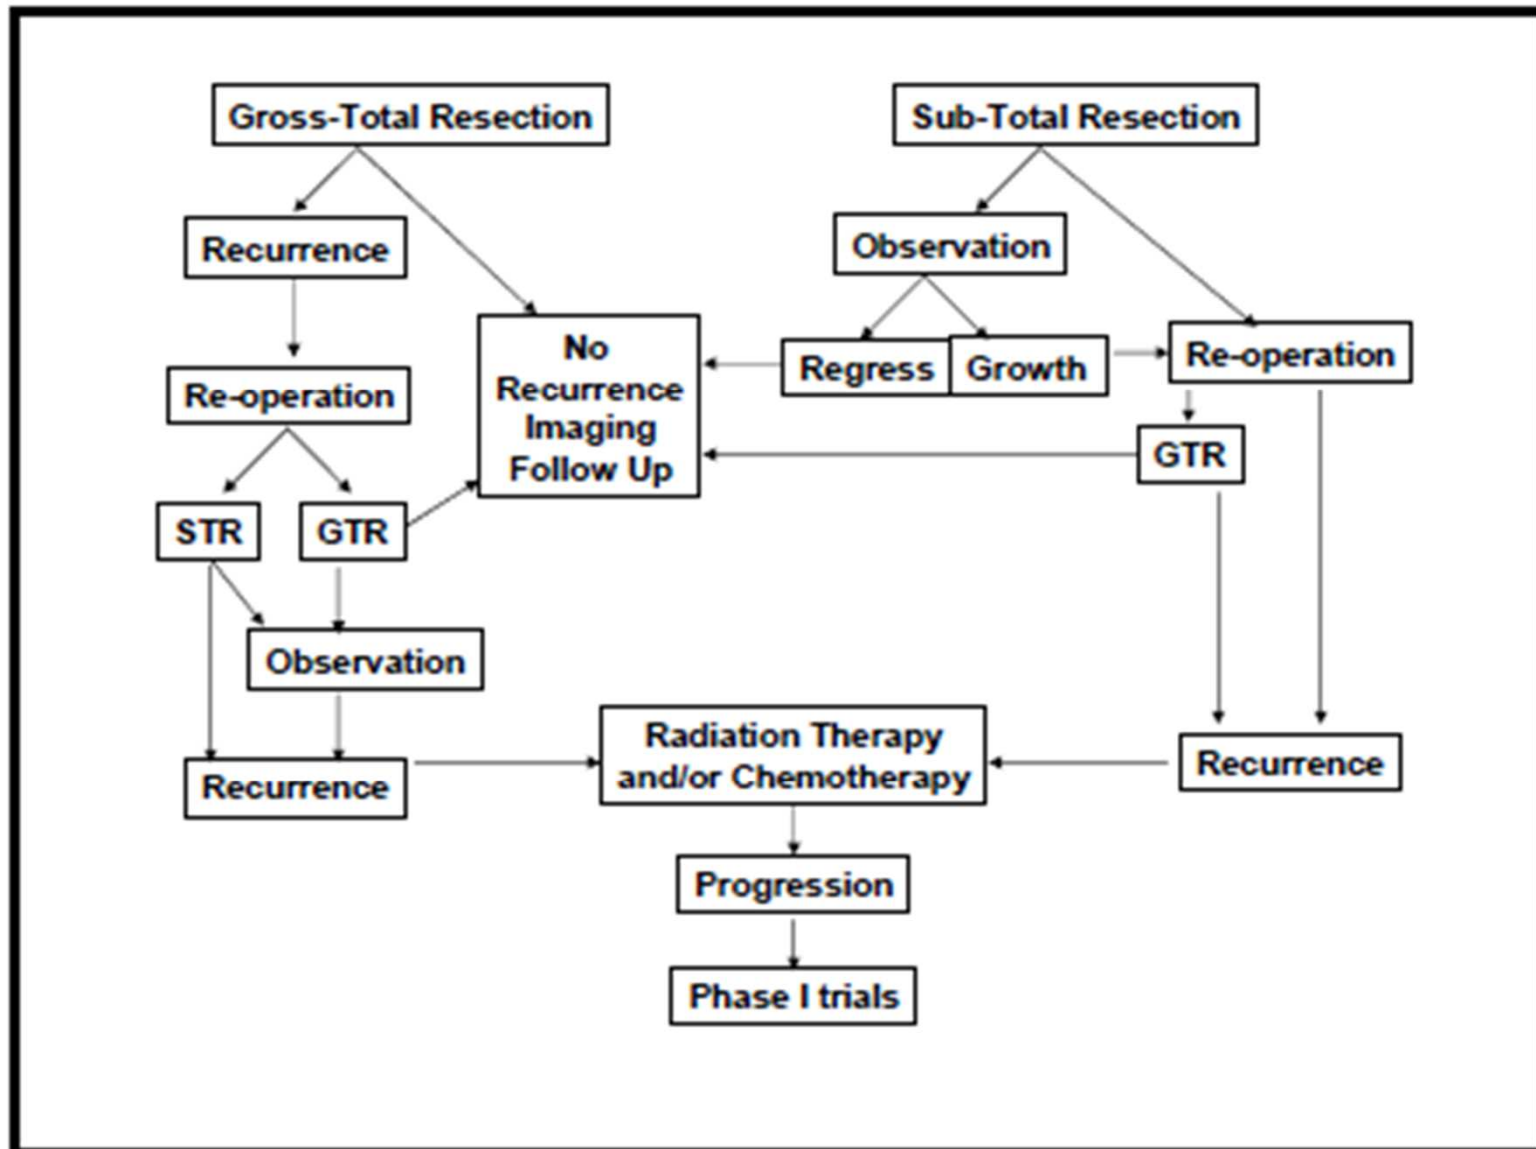 Gross-Total Resection
Sub-Total Resection
Recurrence
Observation
No
Recurrence
Imaging
Follow Up
Regress
Growth
Re-operation
Re-operation
GTR
STR
GTR
Observation
Radiation Therapy
and/or Chemotherapy
Recurrence
Recurrence
Progression
Phase I trials